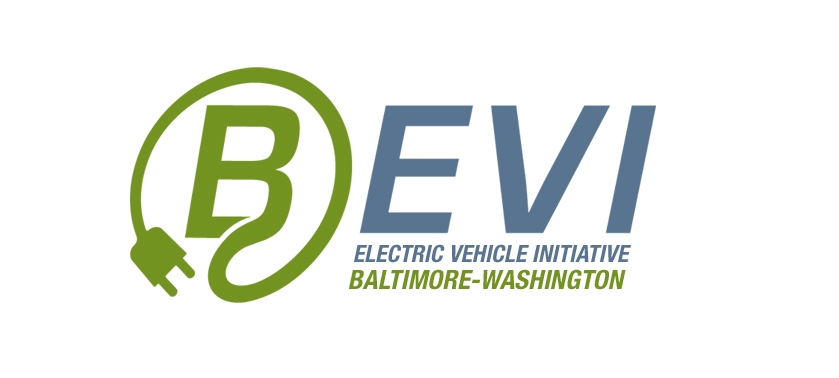 BEVI
ELECTRIC VEHICLE INITIATIVE
BALTIMORE-WASHINGTON